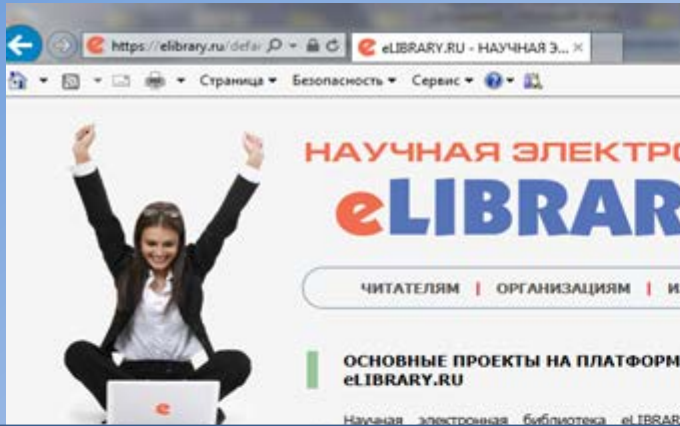 https://elibrary.ru/defa eLIBRARY.RU - НАУЧНАЯ Э...
Страница Безопасность Сервис
НАУЧНАЯ ЭЛЕКТРО
eLIBRAR
ЧИТАТЕЛЯМ | ОРГАНИЗАЦИЯМ |
ОСНОВНЫЕ ПРОЕКТЫ НА ПЛАТФОРМ
eLIBRARY.RU
Научная электронная библиотека eLIBRAR